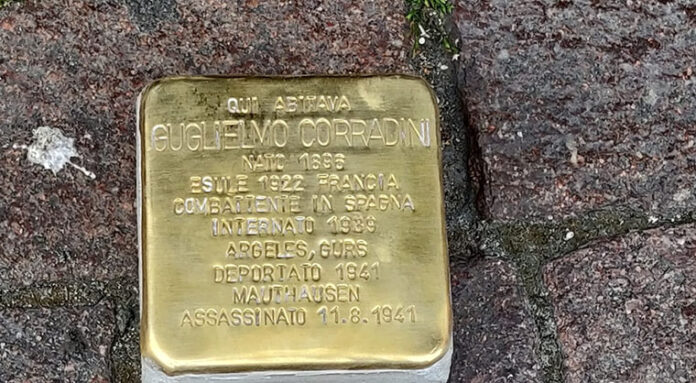 QUI ABITAVA
GUGLIELMO CORRADINI
NATO 1896
ESULE 1922 FRANCIA
COMBATTENTE IN SPAGNA
INTERNATO 1939
ARGELES, GURS
DEPORTATO 1941
MAUTHAUSEN
ASSASSINATO 11.8.1941